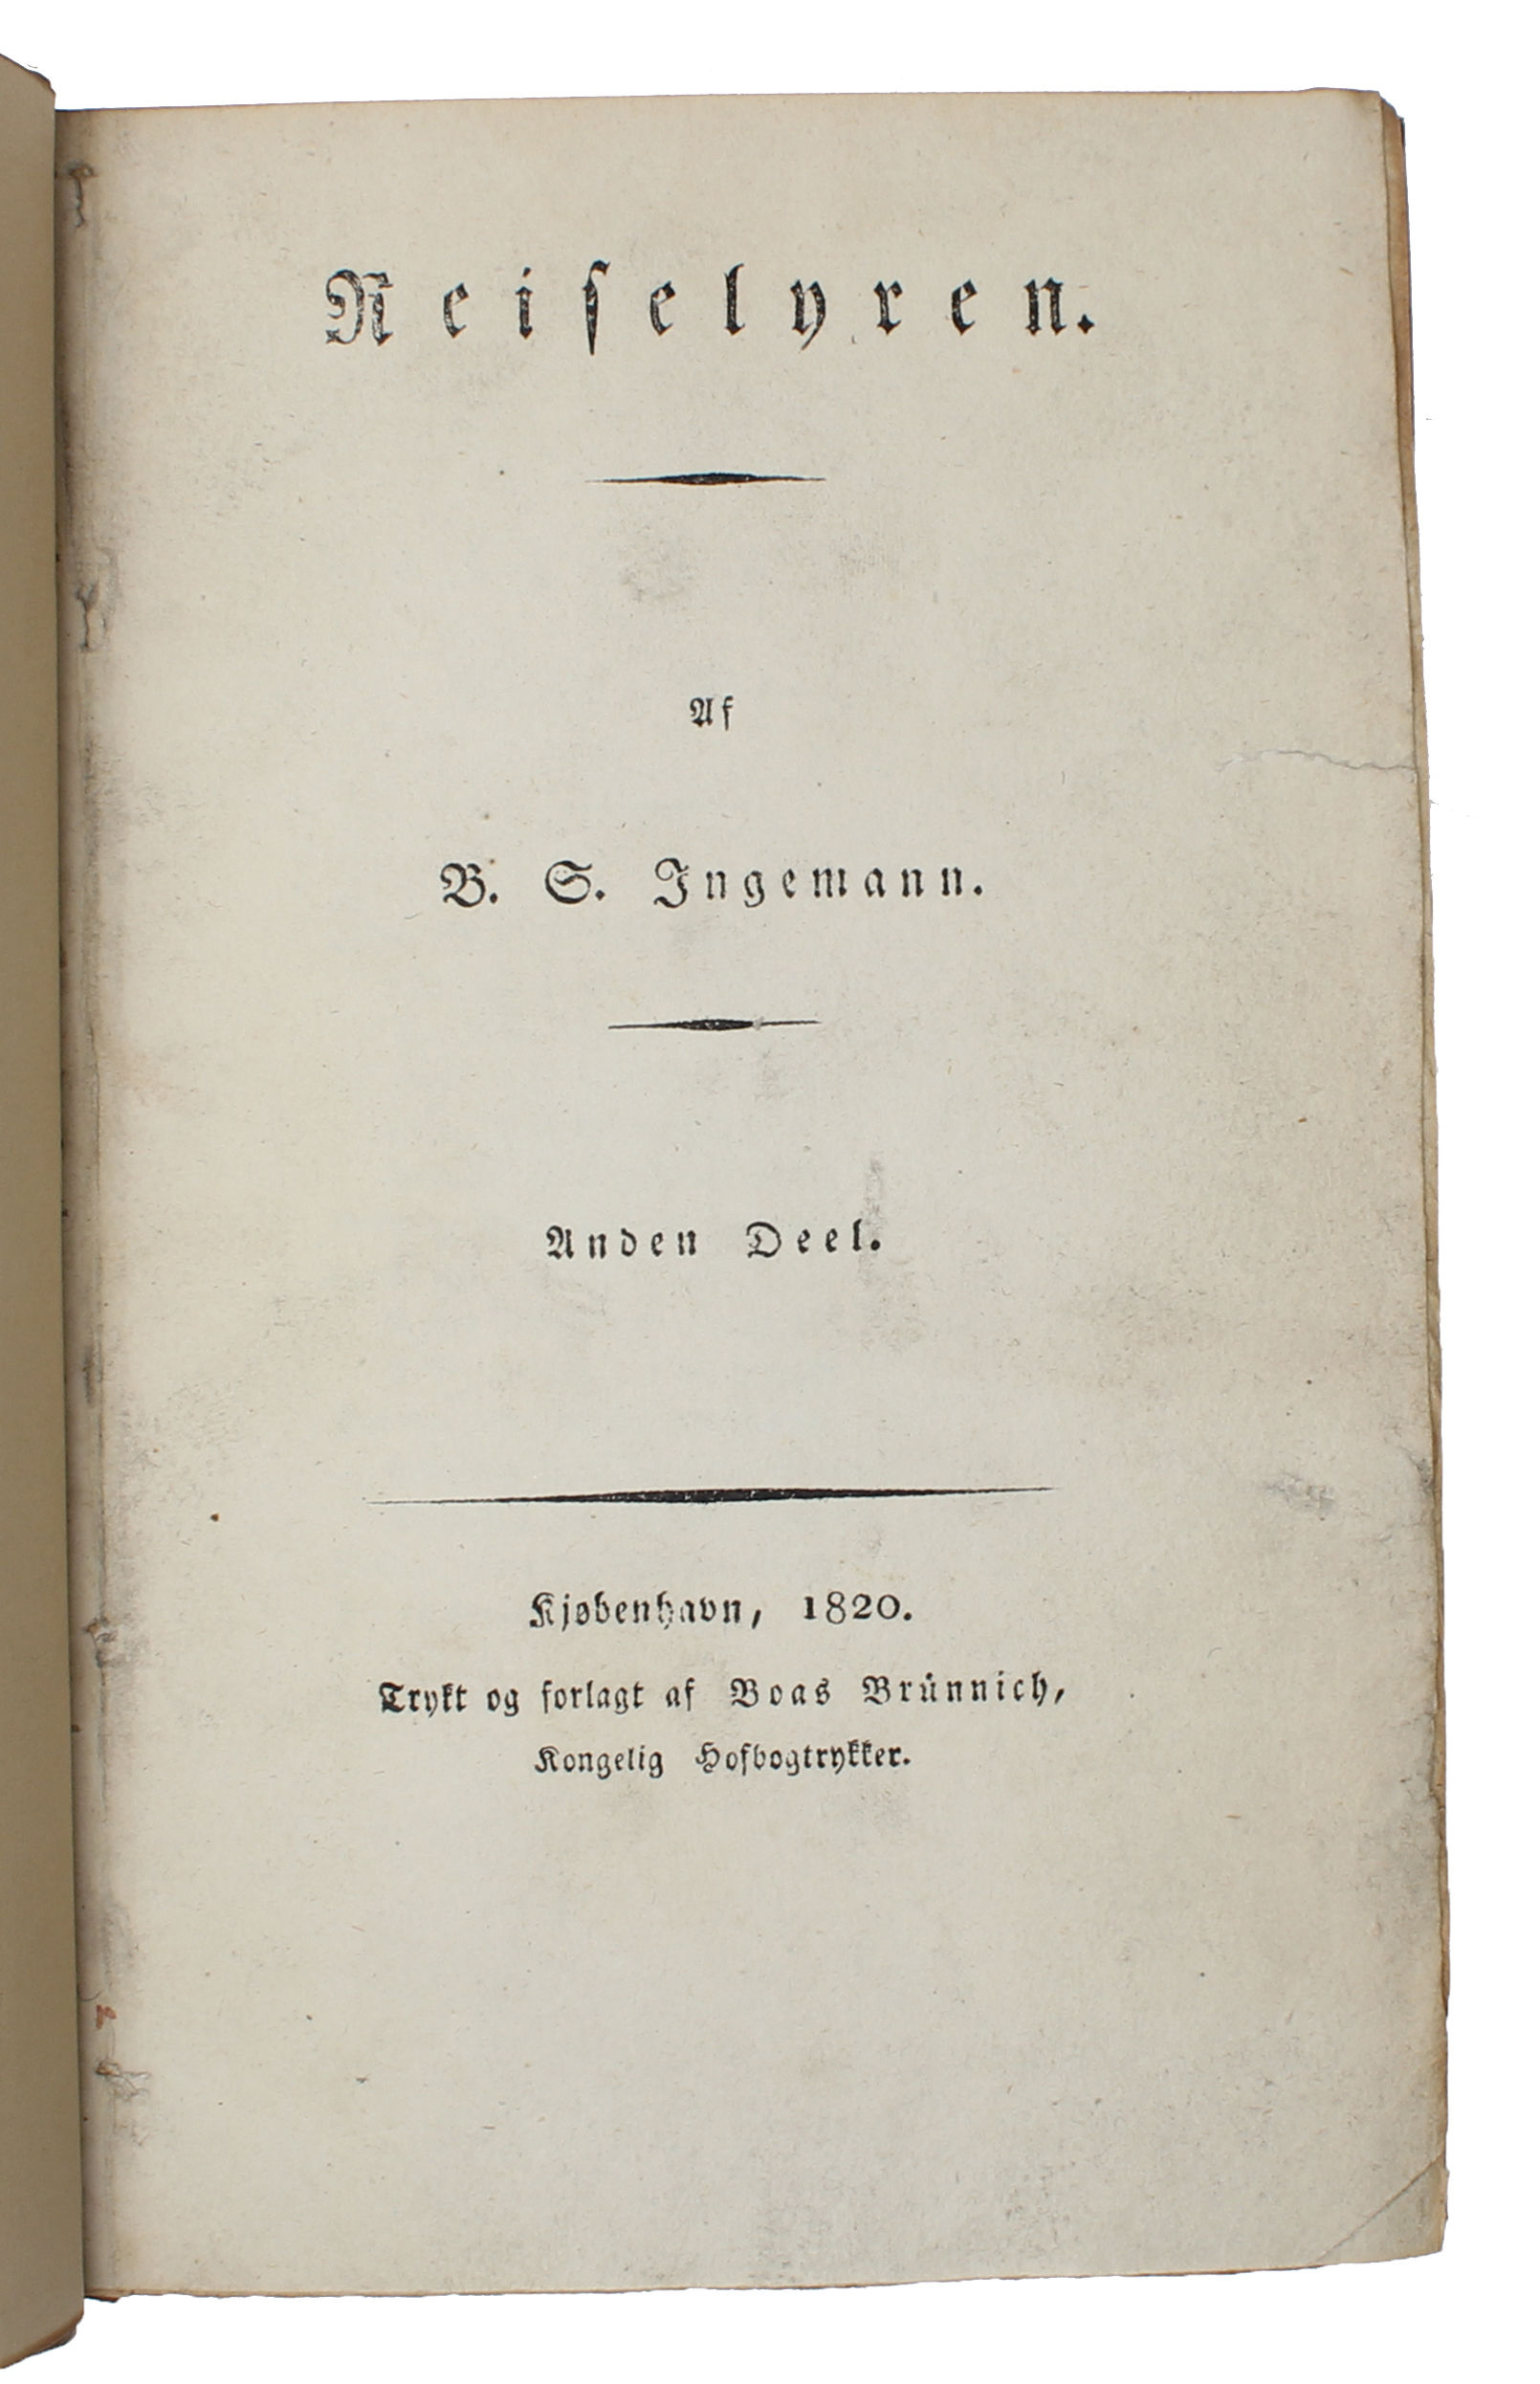 Reiselyren.
Af
B. S. Ingemann.
Anden Deel.
Kjøbenhavn, 1820.
Trykt og forlagt af Boas Brünnich,
Kongelig Hofbogtrykker.